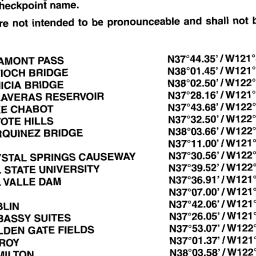 checkpoint name.
re not intended to be pronounceable and shall not b
AMONT PASS N37°44.35'/W121°
IOCH BRIDGE N38°01.45'/W121°
ICIA BRIDGE N38°02.50'/W122°
AVERAS RESERVOIR N37°28.16'/W121°
E CHABOT N37°43.68'/W122°
OTE HILLS N37°32.50'/W122°
RQUINEZ BRIDGE N38°03.66'/W122°
N37°11.00'/W121°
STAL SPRINGS CAUSEWAY N37°30.56'/W122°
STATE UNIVERSITY N37°39.52'/W122°
VALLE DAM N37°36.91'/W121°
N37°07.00'/W121°
BLIN N37°42.06'/W121°
BASSY SUITES N37°26.05'/W121°
LDEN GATE FIELDS N37°53.07'/W122°
ROY N37°01.37'/W121°
MILTON N38°03.58'/W122°